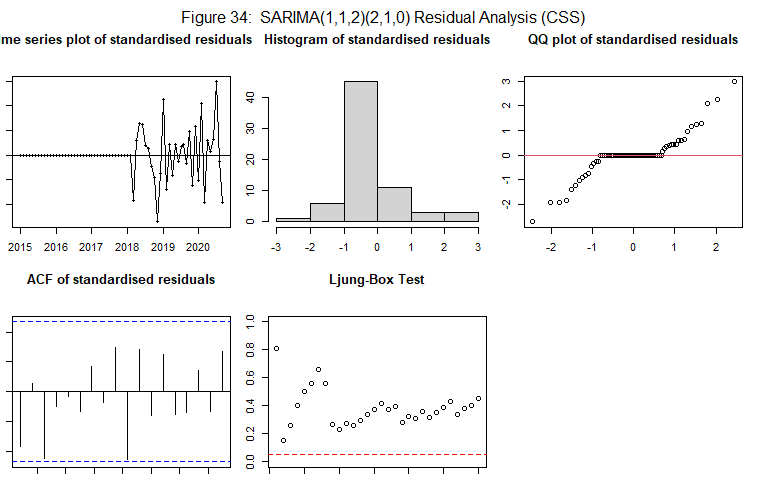 Figure 34: SARIMA(1,1,2)(2,1,0) Residual Analysis (CSS)
ime series plot of standardised residuals
Histogram of standardised residuals
QQ plot of standardised residuals
2015 2016 2017 2018 2019 2020
0 10 20 30 40
-3 -2 -1 0 1 2 3
-2 -1 0 1 2 3
-2 -1 0 1 2
ACF of standardised residuals
Ljung-Box Test
0.0 0.2 0.4 0.6 0.8 1.0